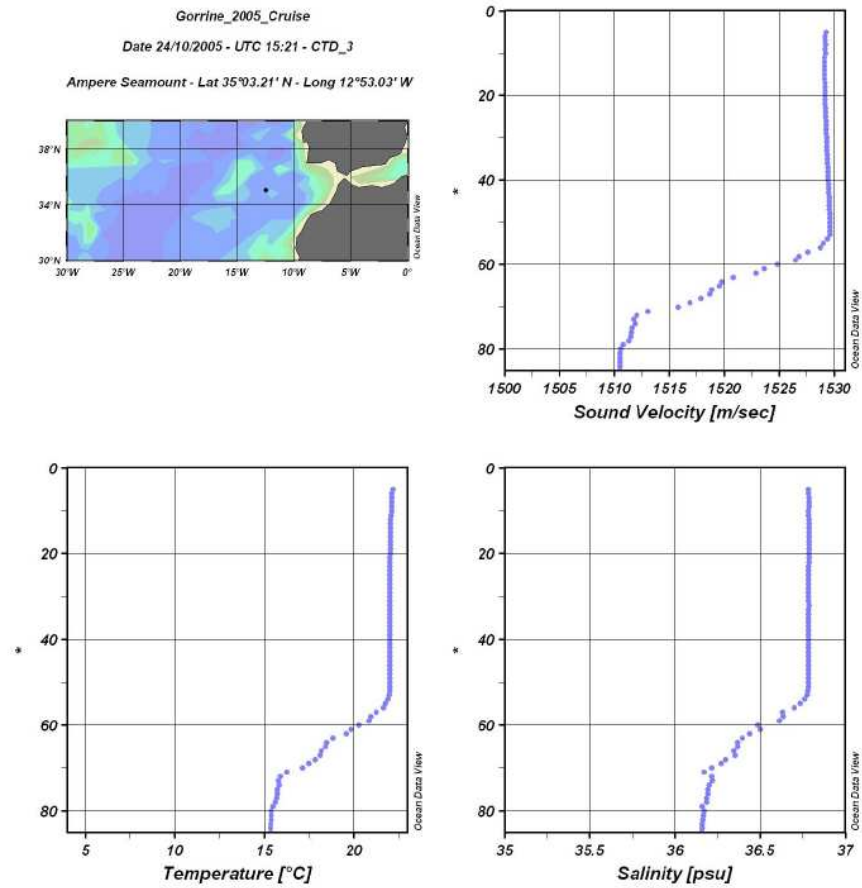 Gorrine_2005_Cruise
Date 24/10/2005 - UTC 15:21 - CTD_3
Ampere Seamount - Lat 35°03.21' N - Long 12°53.03' W
38°N
34°N
30°N
30°W 25°W 20°W 15°W 10°W 5°W 0°
Ocean Data View
0
20
40
60
80
*
1500 1505 1510 1515 1520 1525 1530
Sound Velocity [m/sec]
Ocean Data View
0
20
40
60
80
*
5 10 15 20
Temperature [°C]
Ocean Data View
0
20
40
60
80
*
35 35.5 36 36.5 37
Salinity [psu]
Ocean Data View